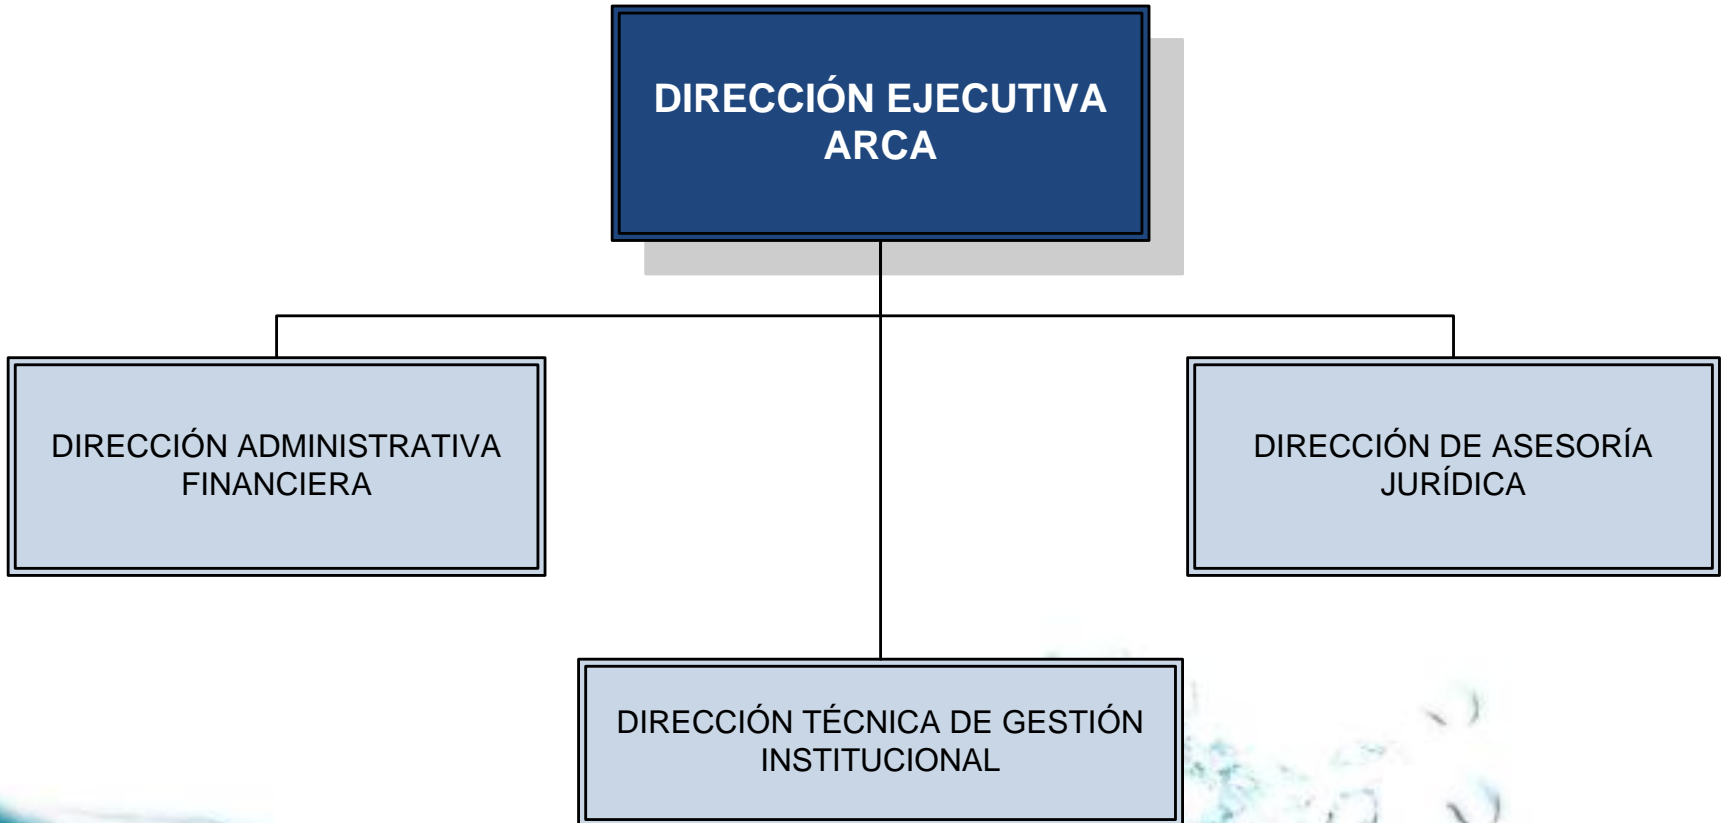 DIRECCIÓN EJECUTIVA
ARCA
DIRECCIÓN ADMINISTRATIVA
FINANCIERA
DIRECCIÓN DE ASESORÍA
JURÍDICA
DIRECCIÓN TÉCNICA DE GESTIÓN
INSTITUCIONAL